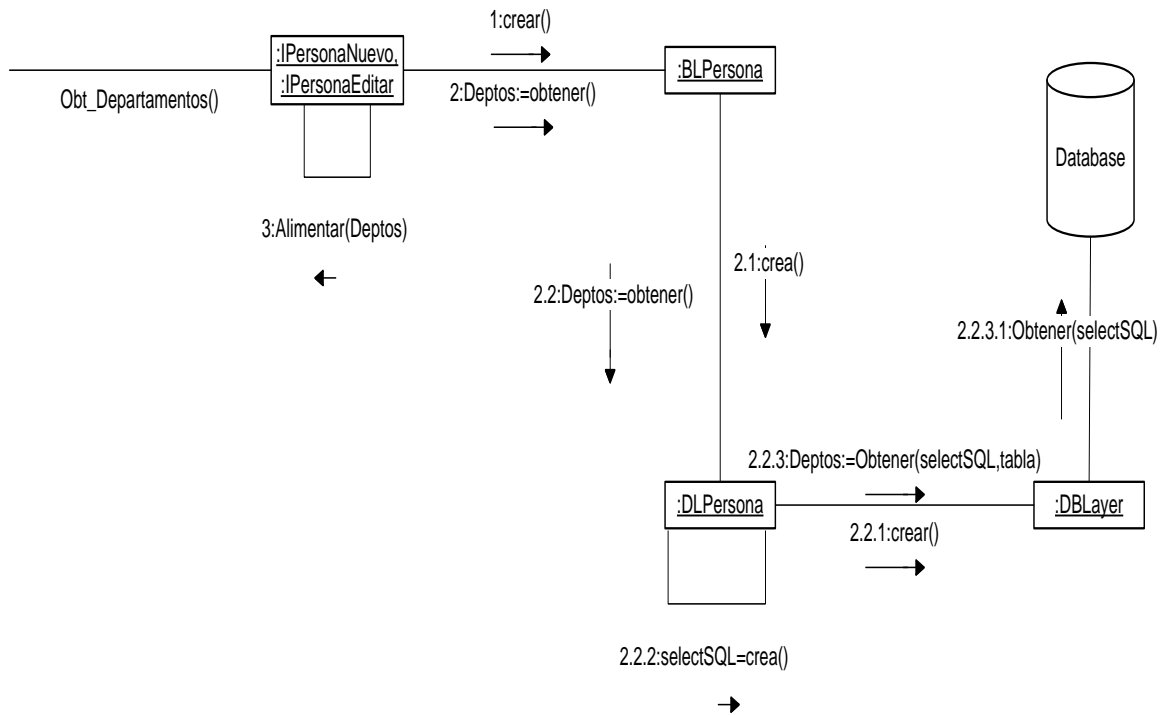 1:crear()
:IPersonaNuevo,
:IPersonaEditar
:BLPersona
Obt_Departamentos()
2:Deptos:=obtener()
Database
3:Alimentar(Deptos)
2.1:crea()
2.2:Deptos:=obtener()
2.2.3.1:Obtener(selectSQL)
2.2.3:Deptos:=Obtener(selectSQL,tabla)
:DLPersona
:DBLayer
2.2.1:crear()
2.2.2:selectSQL=crea()